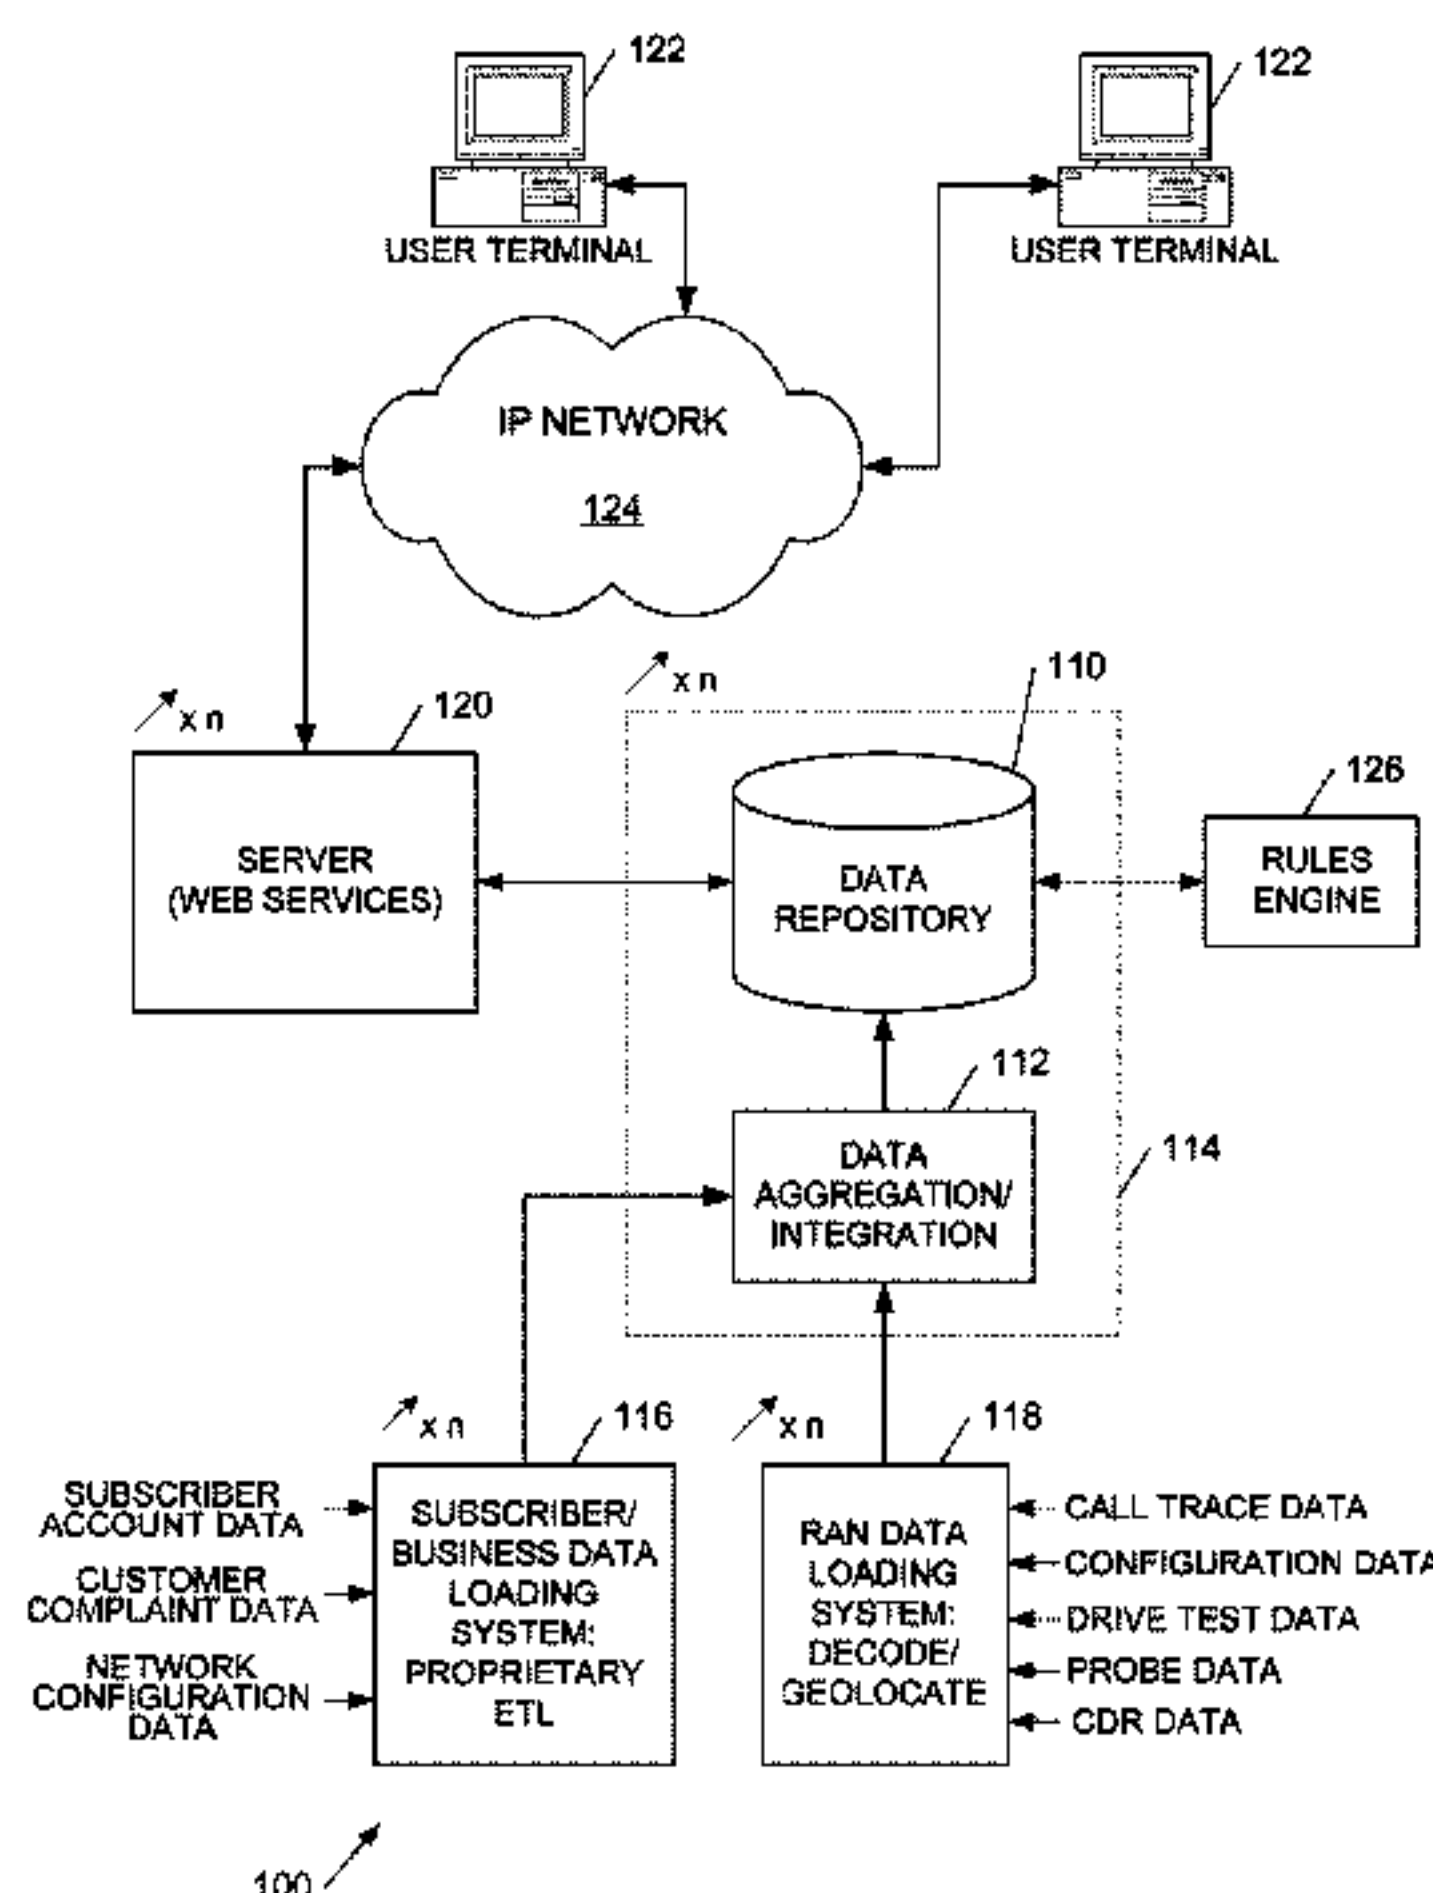 122
122
USER TERMINAL
USER TERMINAL
IP NETWORK
124
x n
110
x n
120
126
SERVER
(WEB SERVICES)
DATA
REPOSITORY
RULES
ENGINE
112
114
DATA
AGGREGATION/
INTEGRATION
x n
116
x n
118
SUBSCRIBER
ACCOUNT DATA
CUSTOMER
COMPLAINT DATA
NETWORK
CONFIGURATION
DATA
SUBSCRIBER/
BUSINESS DATA
LOADING
SYSTEM:
PROPRIETARY
ETL
RAN DATA
LOADING
SYSTEM:
DECODE/
GEOLOCATE
CALL TRACE DATA
CONFIGURATION DATA
DRIVE TEST DATA
PROBE DATA
CDR DATA
100